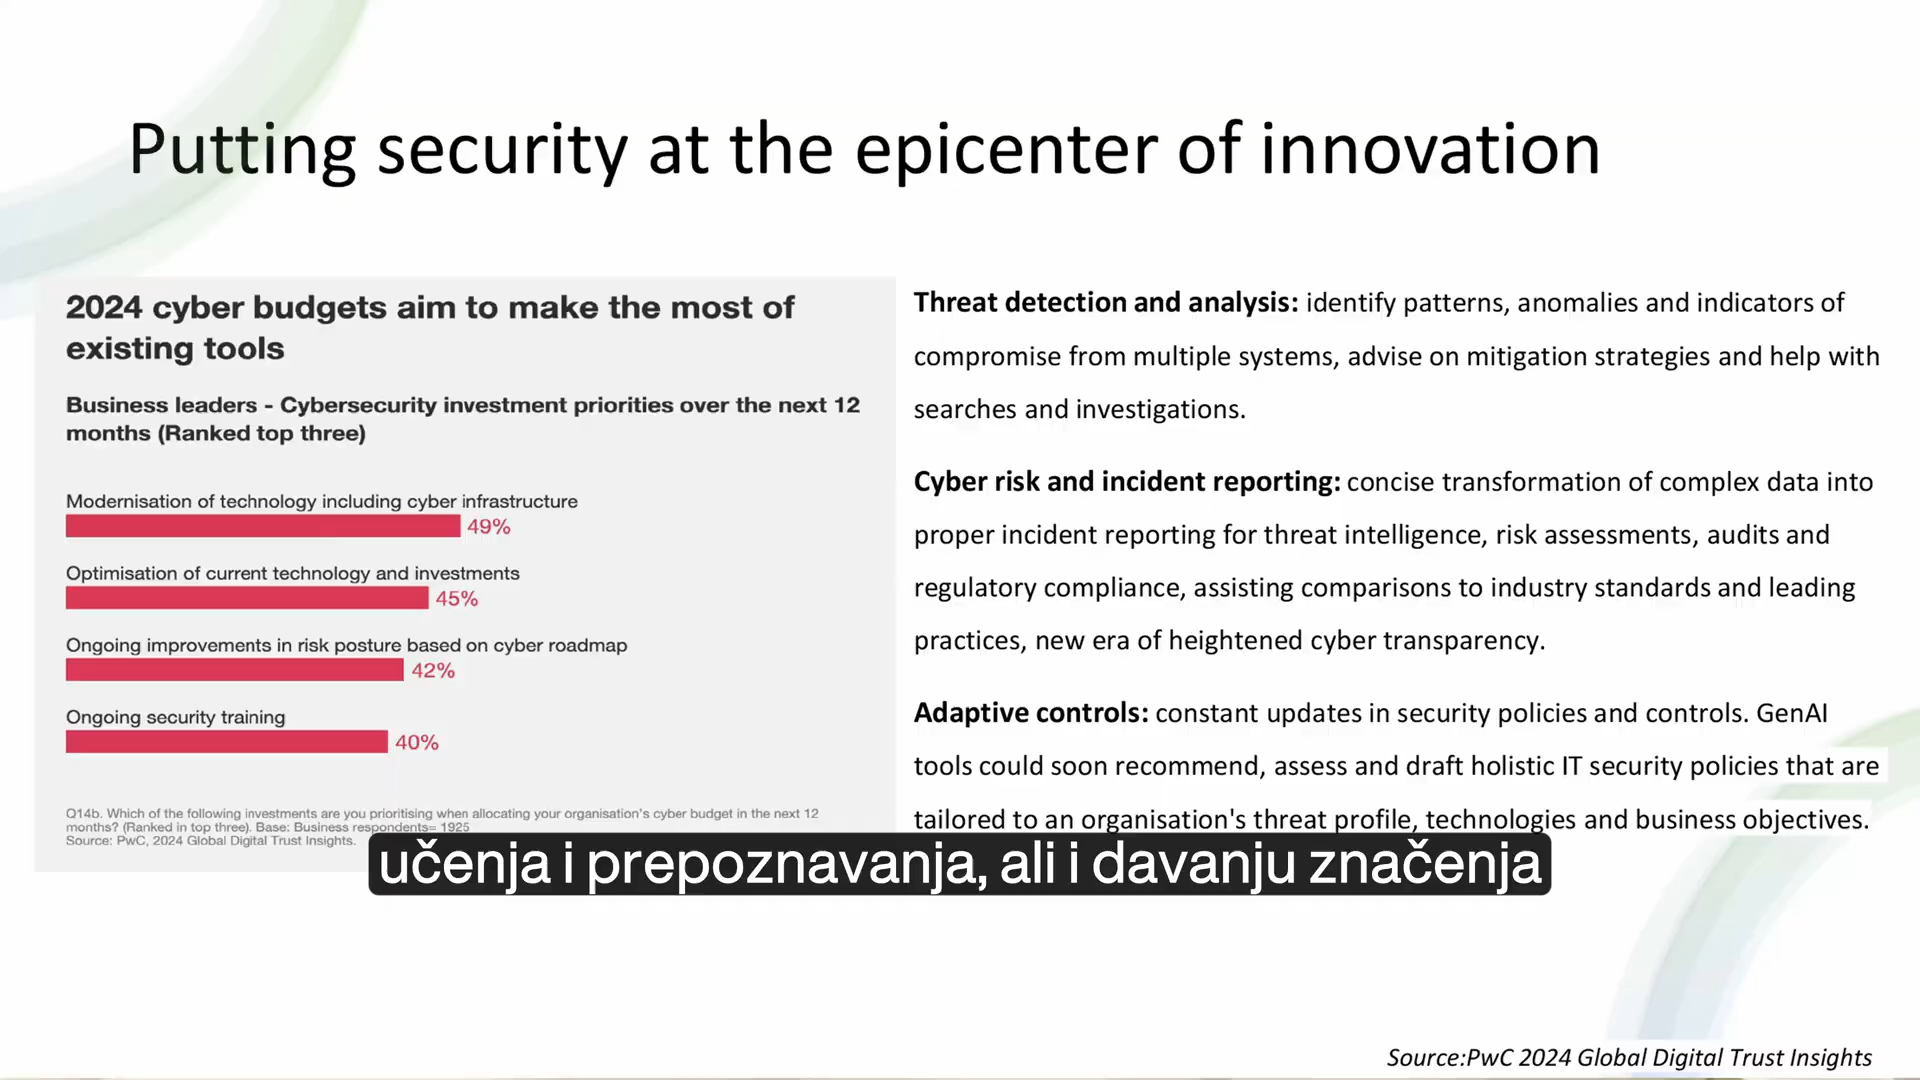 Putting security at the epicenter of innovation
2024 cyber budgets aim to make the most of
existing tools
Business leaders - Cybersecurity investment priorities over the next 12
months (Ranked top three)
Modernisation of technology including cyber infrastructure
49%
Optimisation of current technology and investments
45%
Ongoing improvements in risk posture based on cyber roadmap
42%
Ongoing security training
40%
Q14b. Which of the following investments are you prioritising when allocating your organisation's cyber budget in the next 12
months? (Ranked in top three). Base: Business respondents= 1925
Source: PwC, 2024 Global Digital Trust Insights.
Threat detection and analysis: identify patterns, anomalies and indicators of
compromise from multiple systems, advise on mitigation strategies and help with
searches and investigations.
Cyber risk and incident reporting: concise transformation of complex data into
proper incident reporting for threat intelligence, risk assessments, audits and
regulatory compliance, assisting comparisons to industry standards and leading
practices, new era of heightened cyber transparency.
Adaptive controls: constant updates in security policies and controls. GenAI
tools could soon recommend, assess and draft holistic IT security policies that are
tailored to an organisation's threat profile, technologies and business objectives.
učenja i prepoznavanja, ali i davanju značenja
Source:PwC 2024 Global Digital Trust Insights